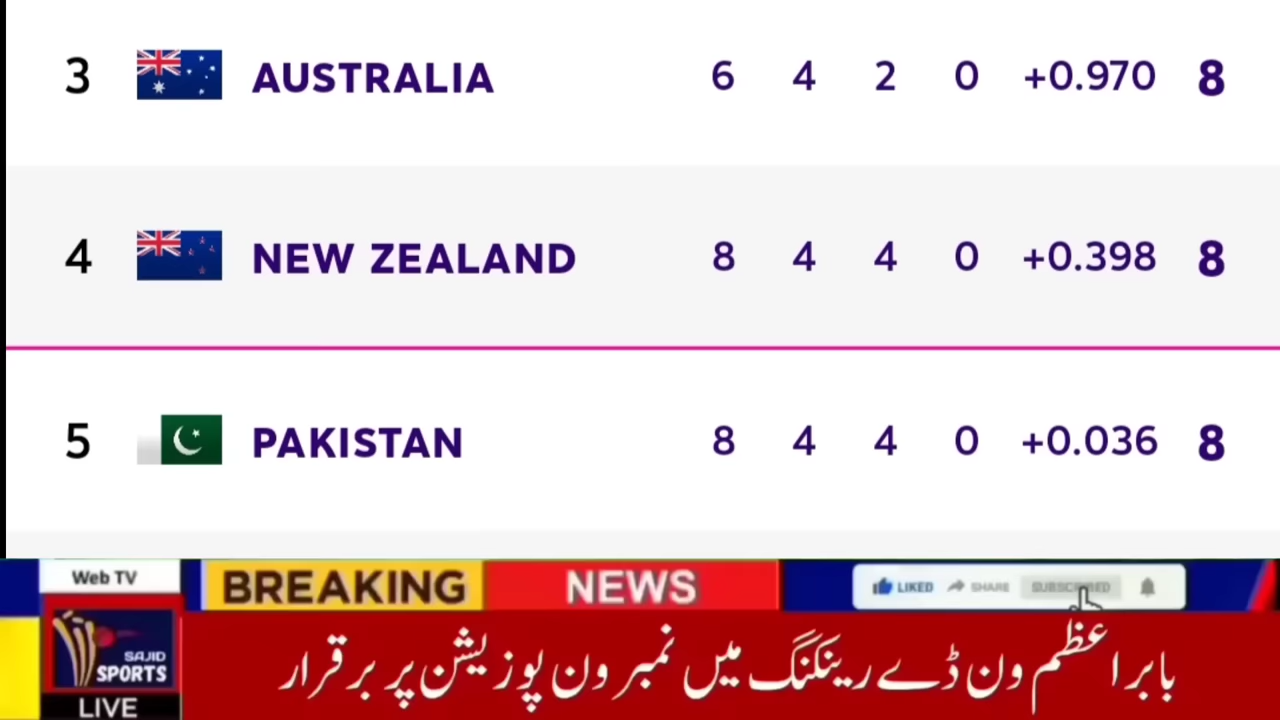 3 AUSTRALIA 6 4 2 0 +0.970 8
4 NEW ZEALAND 8 4 4 0 +0.398 8
5 PAKISTAN 8 4 4 0 +0.036 8
Web TV
BREAKING NEWS
LIKED SHARE SUBSCRIBED
SAJID
SPORTS
LIVE
بابر اعظم ون ڈے رینکنگ میں نمبر ون پوزیشن پر برقرار